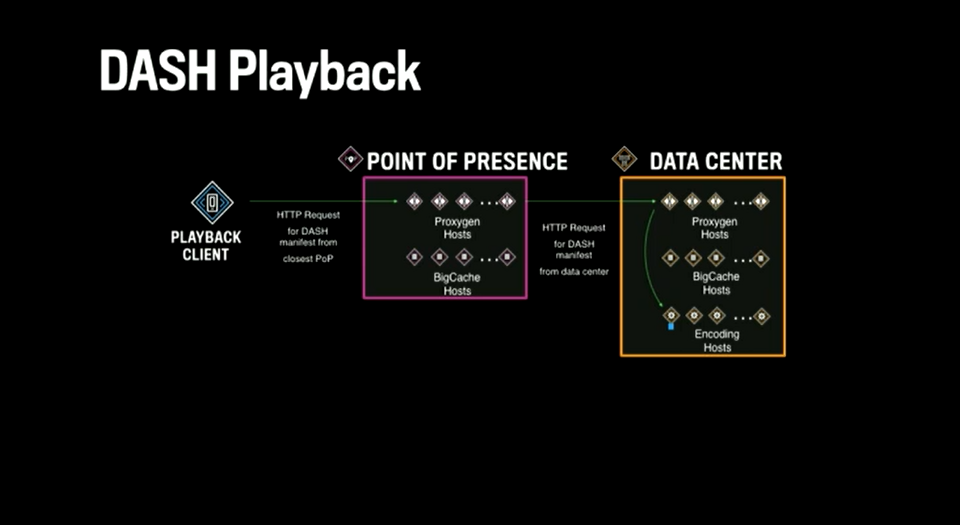 DASH Playback
POINT OF PRESENCE
DATA CENTER
PLAYBACK
CLIENT
HTTP Request
for DASH
manifest from
closest PoP
Proxygen
Hosts
BigCache
Hosts
HTTP Request
for DASH
manifest
from data center
Proxygen
Hosts
BigCache
Hosts
Encoding
Hosts